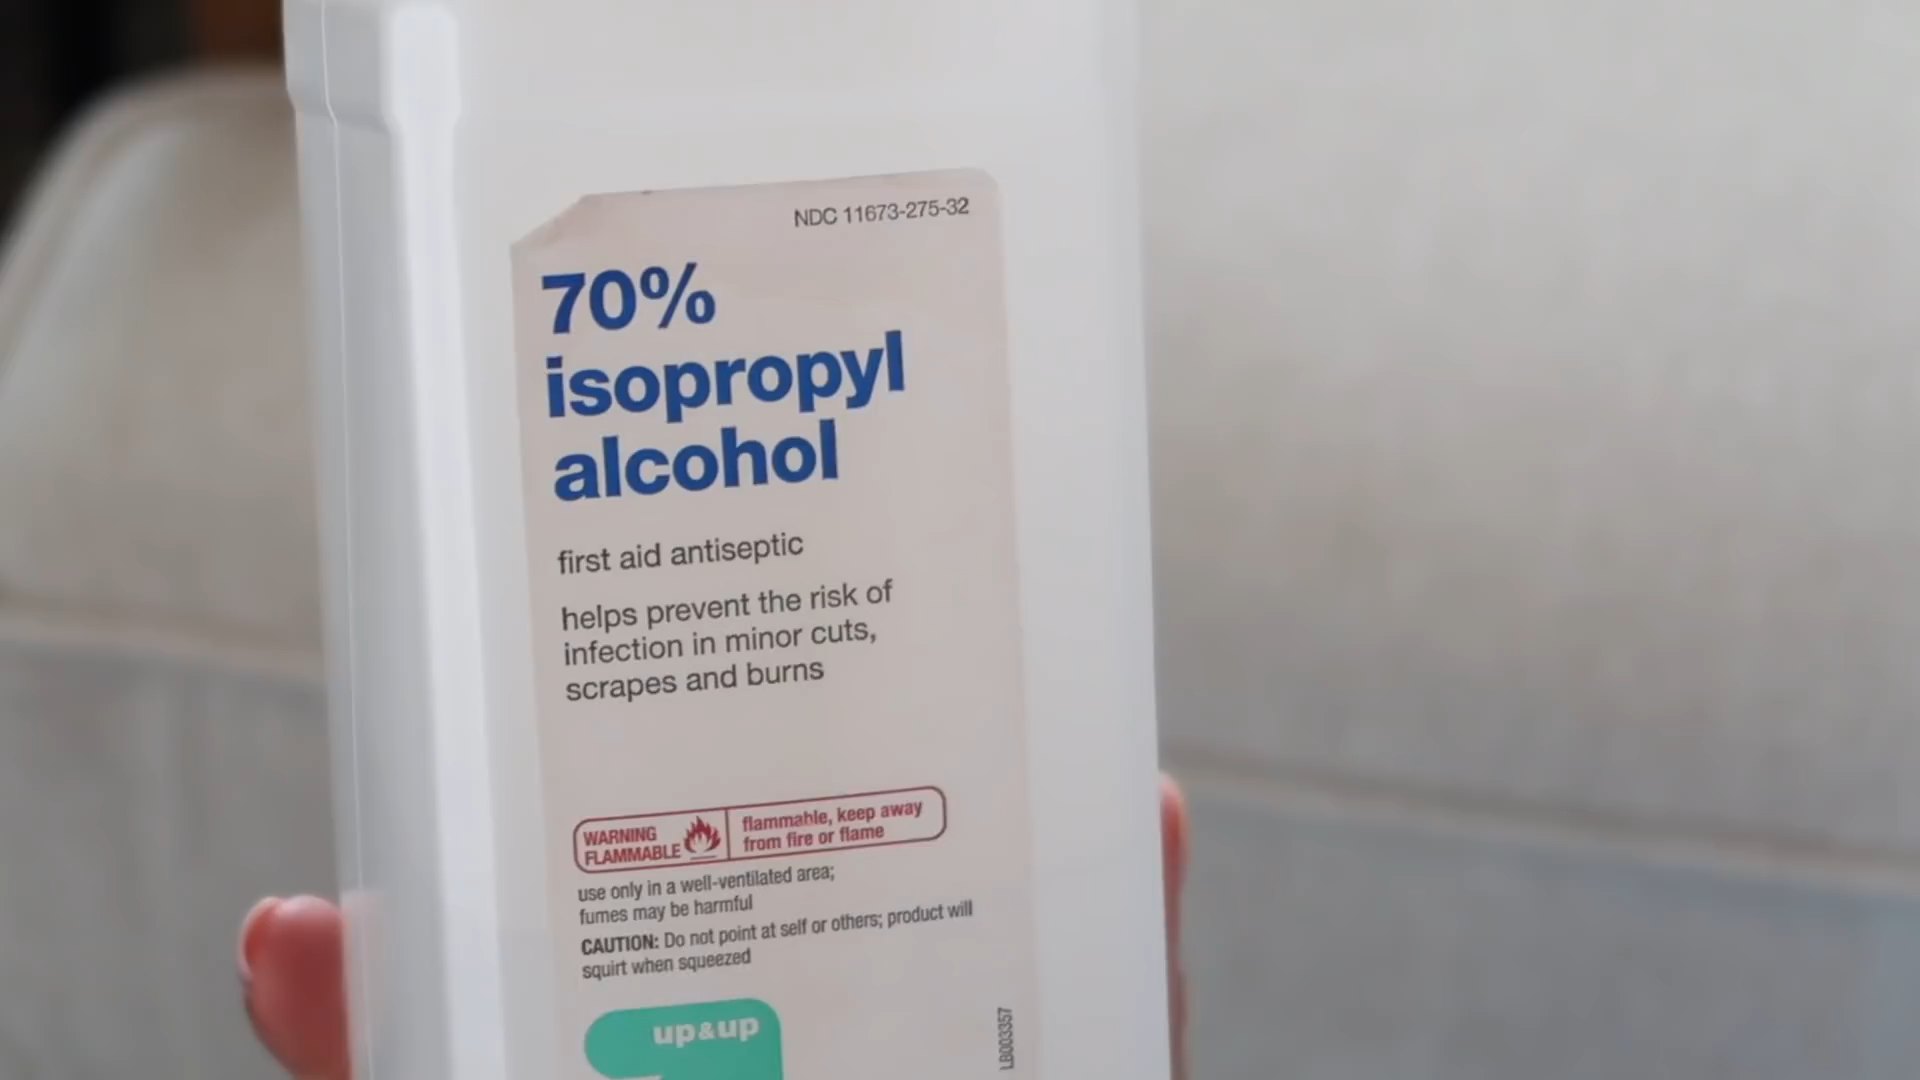 NDC 11673-275-32
70%
isopropyl
alcohol
first aid antiseptic
helps prevent the risk of
infection in minor cuts,
scrapes and burns
WARNING
FLAMMABLE
flammable, keep away
from fire or flame
use only in a well-ventilated area;
fumes may be harmful
CAUTION: Do not point at self or others; product will
squirt when squeezed
up&up
LB003357